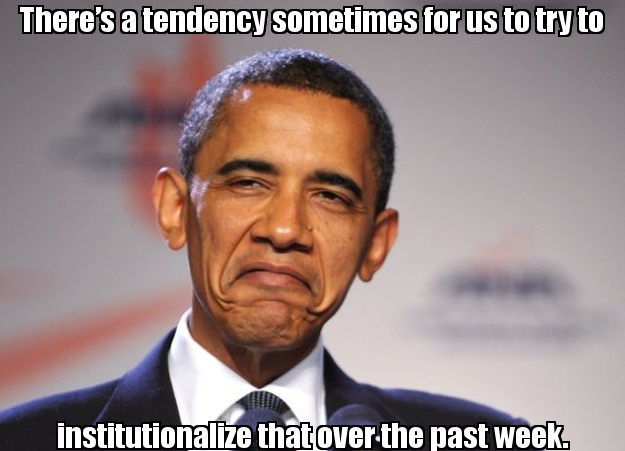 There's a tendency sometimes for us to try to
institutionalize that over the past week.